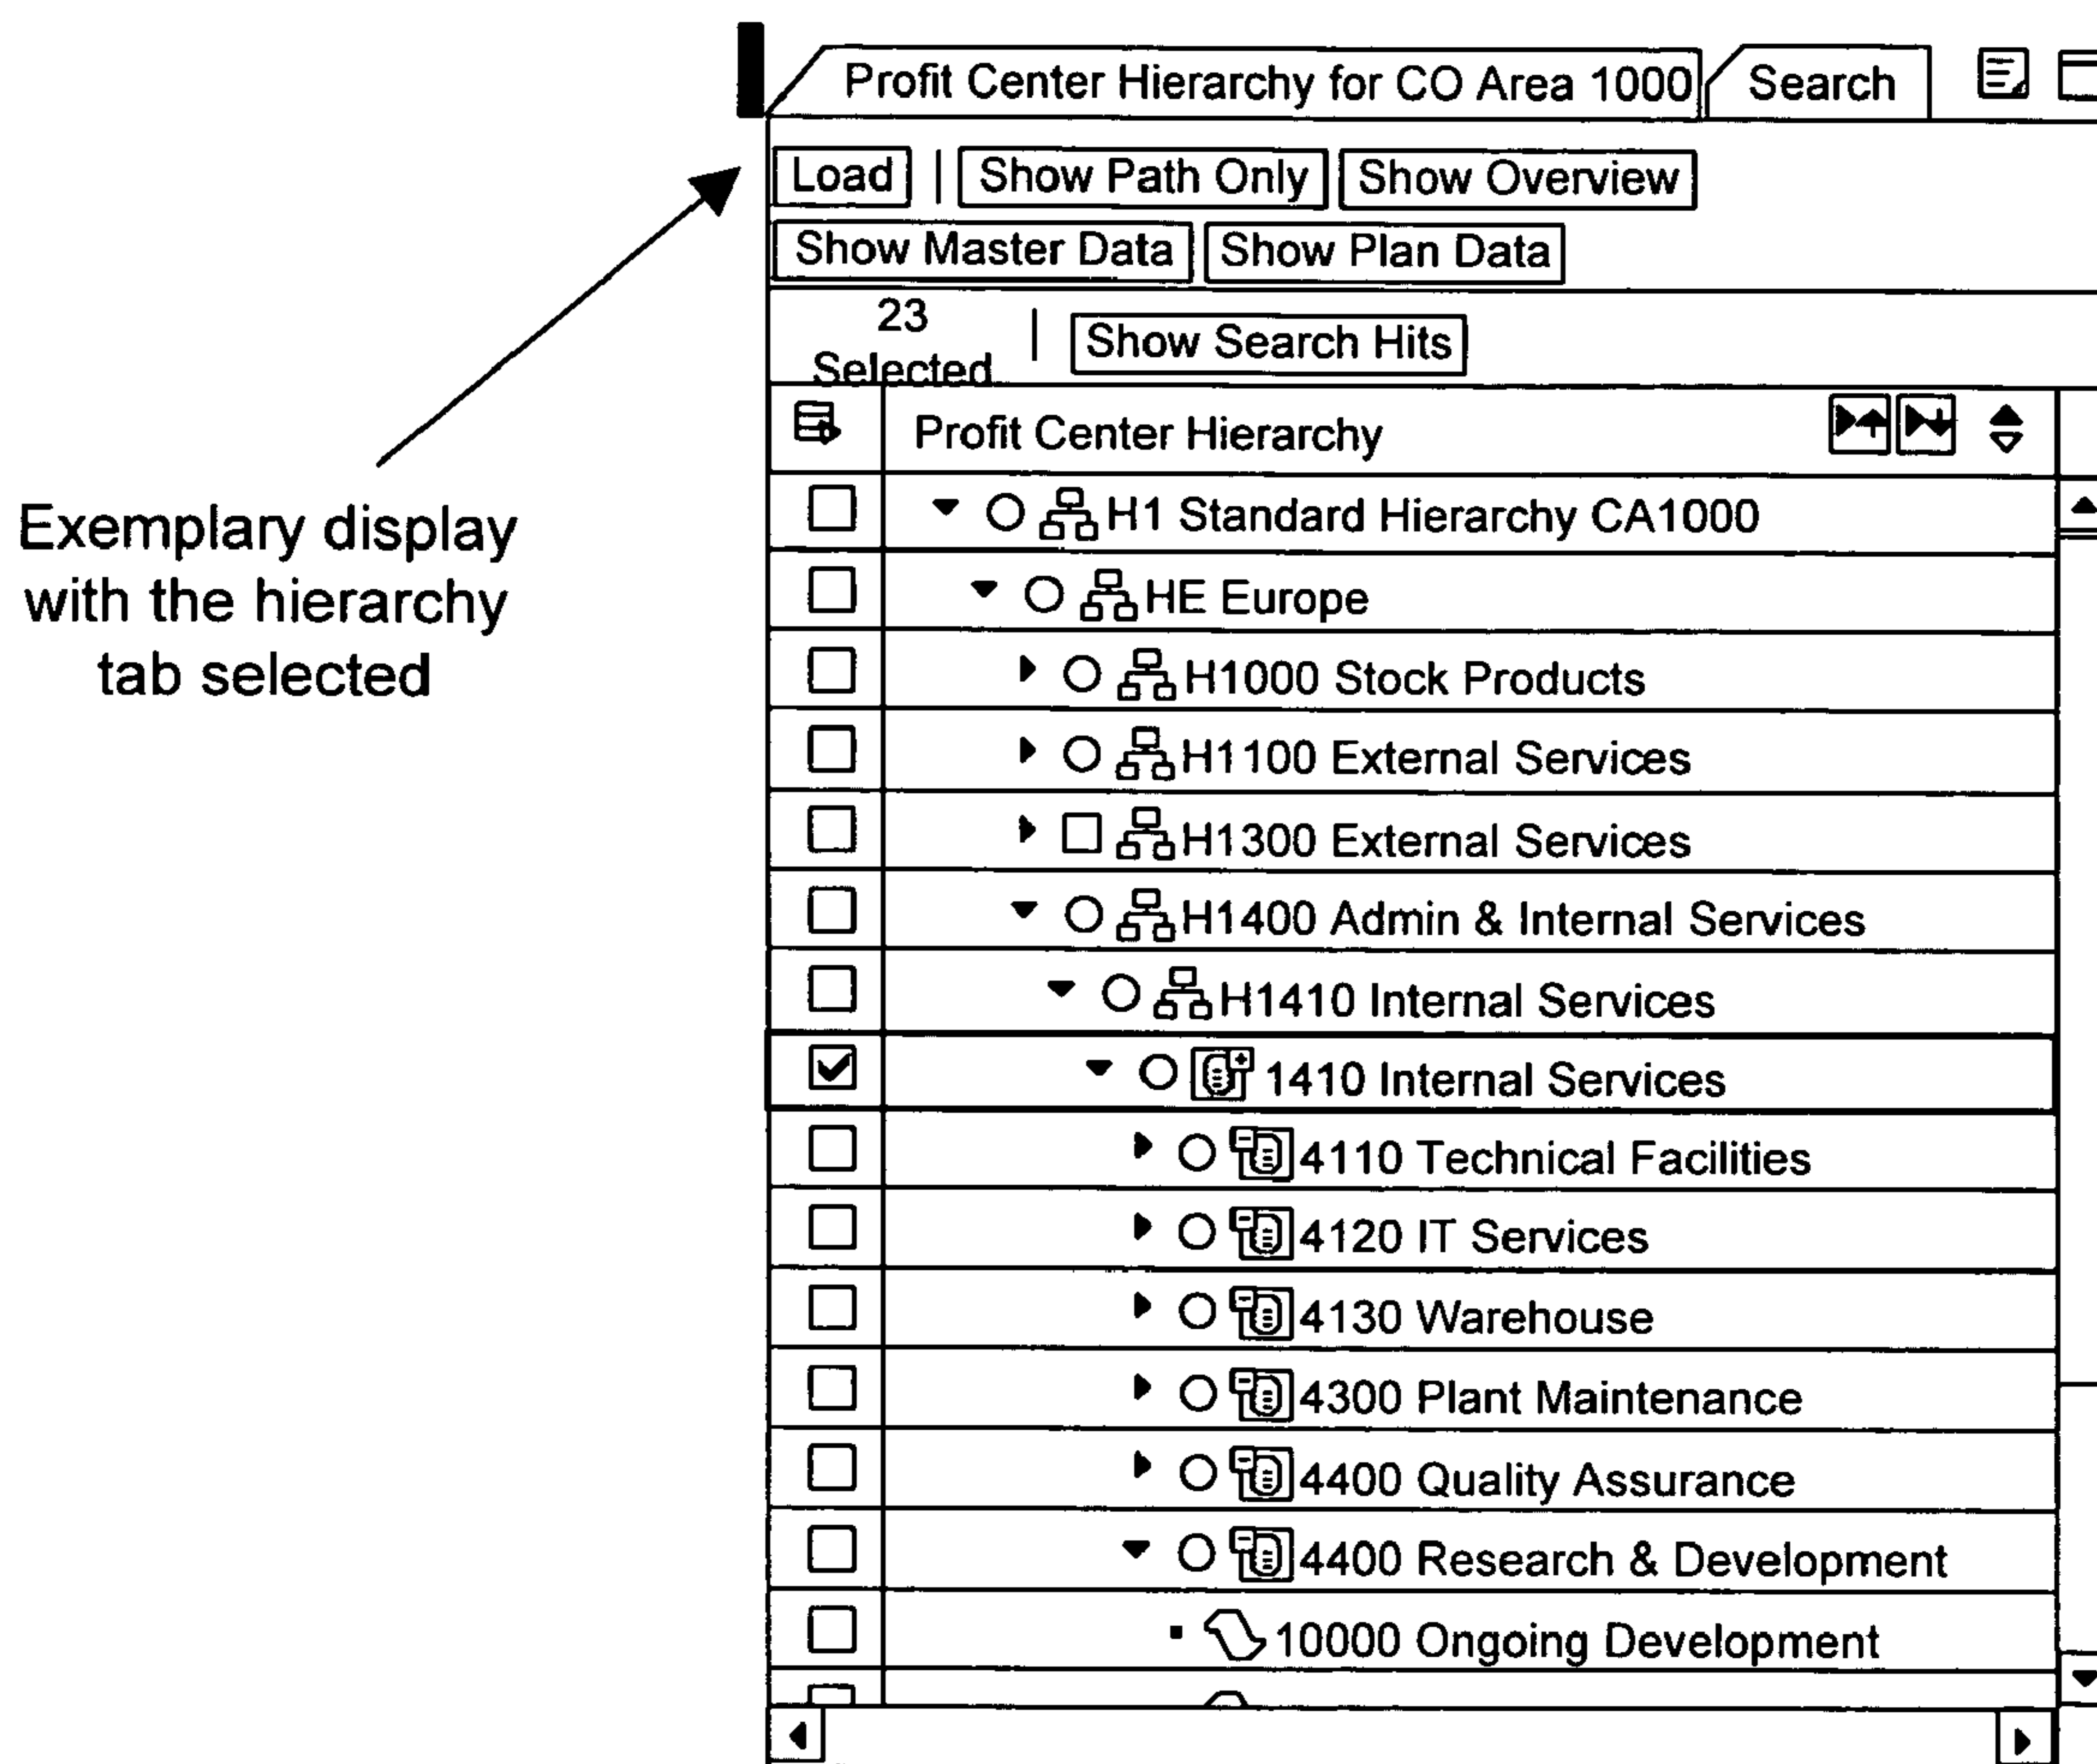 Profit Center Hierarchy for CO Area 1000 Search
Load | Show Path Only Show Overview
Show Master Data Show Plan Data
23
Selected | Show Search Hits
Profit Center Hierarchy
H1 Standard Hierarchy CA1000
HE Europe
H1000 Stock Products
H1100 External Services
H1300 External Services
H1400 Admin & Internal Services
H1410 Internal Services
1410 Internal Services
4110 Technical Facilities
4120 IT Services
4130 Warehouse
4300 Plant Maintenance
4400 Quality Assurance
4400 Research & Development
10000 Ongoing Development
Exemplary display
with the hierarchy
tab selected